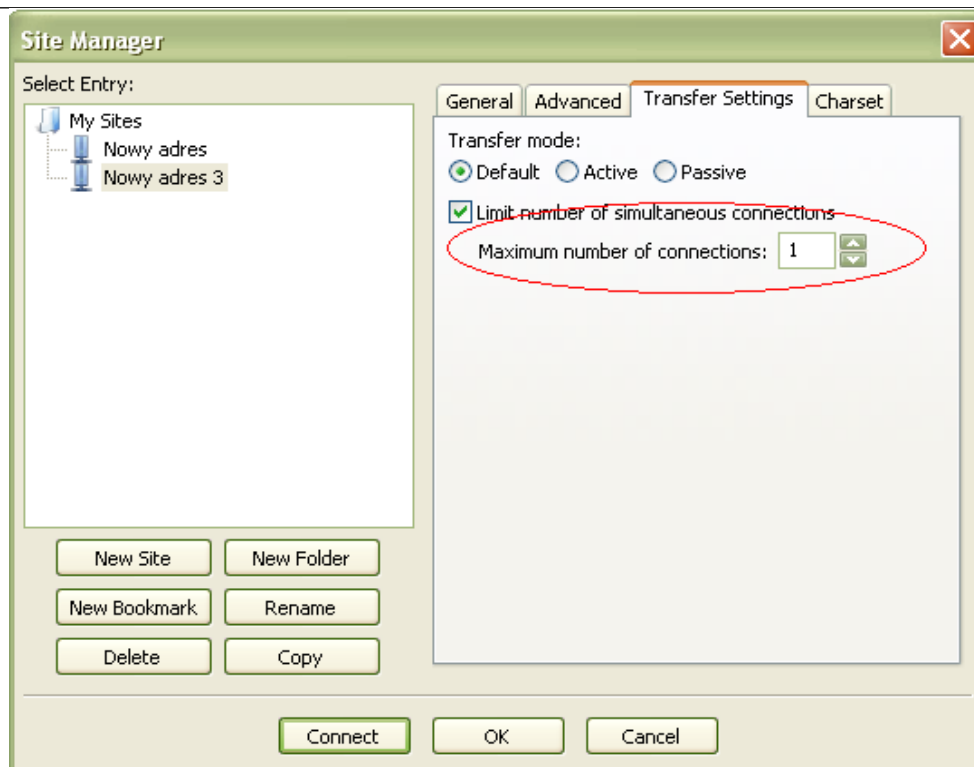 Site Manager
Select Entry:
My Sites
Nowy adres
Nowy adres 3
New Site
New Folder
New Bookmark
Rename
Delete
Copy
General
Advanced
Transfer Settings
Charset
Transfer mode:
Default
Active
Passive
Limit number of simultaneous connections
Maximum number of connections: 1
Connect
OK
Cancel